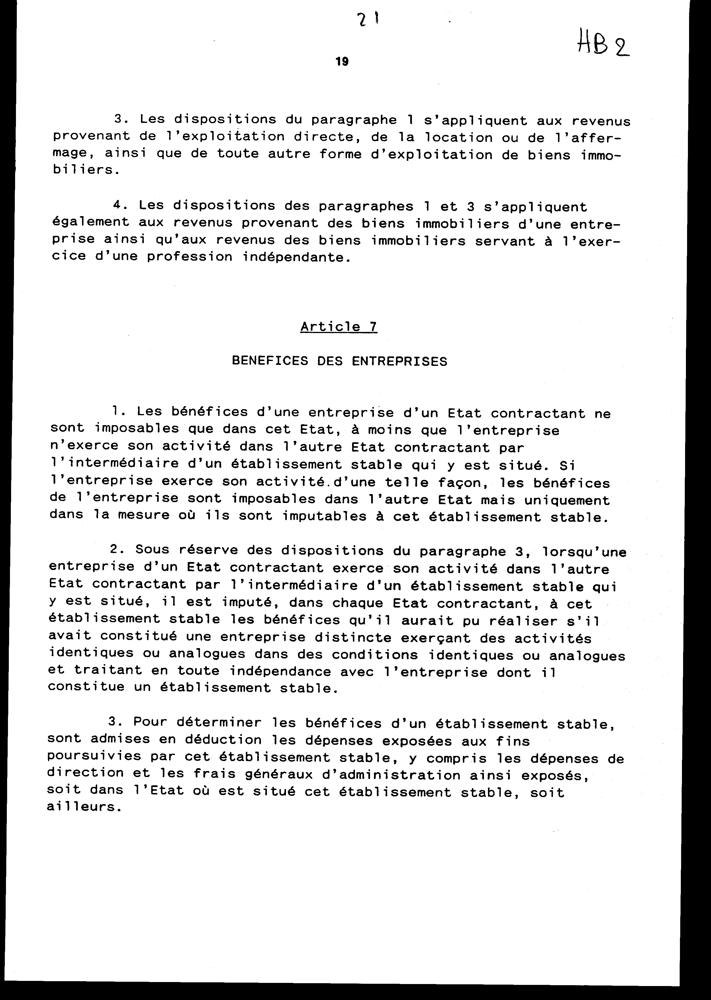 21
HB 2
19
3. Les dispositions du paragraphe 1 s'appliquent aux revenus
provenant de l'exploitation directe, de la location ou de l'affer-
mage, ainsi que de toute autre forme d'exploitation de biens immo-
biliers.
4. Les dispositions des paragraphes 1 et 3 s'appliquent
également aux revenus provenant des biens immobiliers d'une entre-
prise ainsi qu'aux revenus des biens immobiliers servant à l'exer-
cice d'une profession indépendante.
Article 7
BENEFICES DES ENTREPRISES
1. Les bénéfices d'une entreprise d'un Etat contractant ne
sont imposables que dans cet Etat, à moins que l'entreprise
n'exerce son activité dans l'autre Etat contractant par
l'intermédiaire d'un établissement stable qui y est situé. Si
l'entreprise exerce son activité.d'une telle façon, les bénéfices
de l'entreprise sont imposables dans l'autre Etat mais uniquement
dans la mesure où ils sont imputables à cet établissement stable.
2. Sous réserve des dispositions du paragraphe 3, lorsqu'une
entreprise d'un Etat contractant exerce son activité dans l'autre
Etat contractant par l'intermédiaire d'un établissement stable qui
y est situé, il est imputé, dans chaque Etat contractant, à cet
établissement stable les bénéfices qu'il aurait pu réaliser s'il
avait constitué une entreprise distincte exerçant des activités
identiques ou analogues dans des conditions identiques ou analogues
et traitant en toute indépendance avec l'entreprise dont il
constitue un établissement stable.
3. Pour déterminer les bénéfices d'un établissement stable,
sont admises en déduction les dépenses exposées aux fins
poursuivies par cet établissement stable, y compris les dépenses de
direction et les frais généraux d'administration ainsi exposés,
soit dans l'Etat où est situé cet établissement stable, soit
ailleurs.